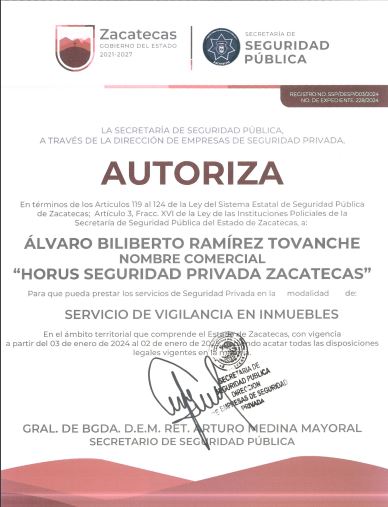 Zacatecas
GOBIERNO DEL ESTADO
2021-2027
SECRETARÍA DE
SEGURIDAD
PÚBLICA
REGISTRO NO. SSP/DESP/003/2024
NO. DE EXPEDIENTE. 228/2024
LA SECRETARÍA DE SEGURIDAD PÚBLICA,
A TRAVÉS DE LA DIRECCIÓN DE EMPRESAS DE SEGURIDAD PRIVADA,
AUTORIZA
En términos de los Artículos 119 al 124 de la Ley del Sistema Estatal de Seguridad Pública
de Zacatecas; Artículo 3, Fracc. XVI de la Ley de las Instituciones Policiales de la
Secretaría de Seguridad Pública del Estado de Zacatecas, a:
ÁLVARO BILIBERTO RAMÍREZ TOVANCHE
NOMBRE COMERCIAL
“HORUS SEGURIDAD PRIVADA ZACATECAS”
Para que pueda prestar los servicios de Seguridad Privada en la modalidad de:
SERVICIO DE VIGILANCIA EN INMUEBLES
En el ámbito territorial que comprende el Estado de Zacatecas, con vigencia
a partir del 03 de enero de 2024 al 02 de enero de acatar todas las disposiciones
legales vigentes en la
SECRETARIA DE
SEGURIDAD PUBLICA
DIRECCION
DE EMPRESAS DE SEGURIDAD
PRIVADA
GRAL. DE BGDA. D.E.M. RET. ARTURO MEDINA MAYORAL
SECRETARIO DE SEGURIDAD PÚBLICA